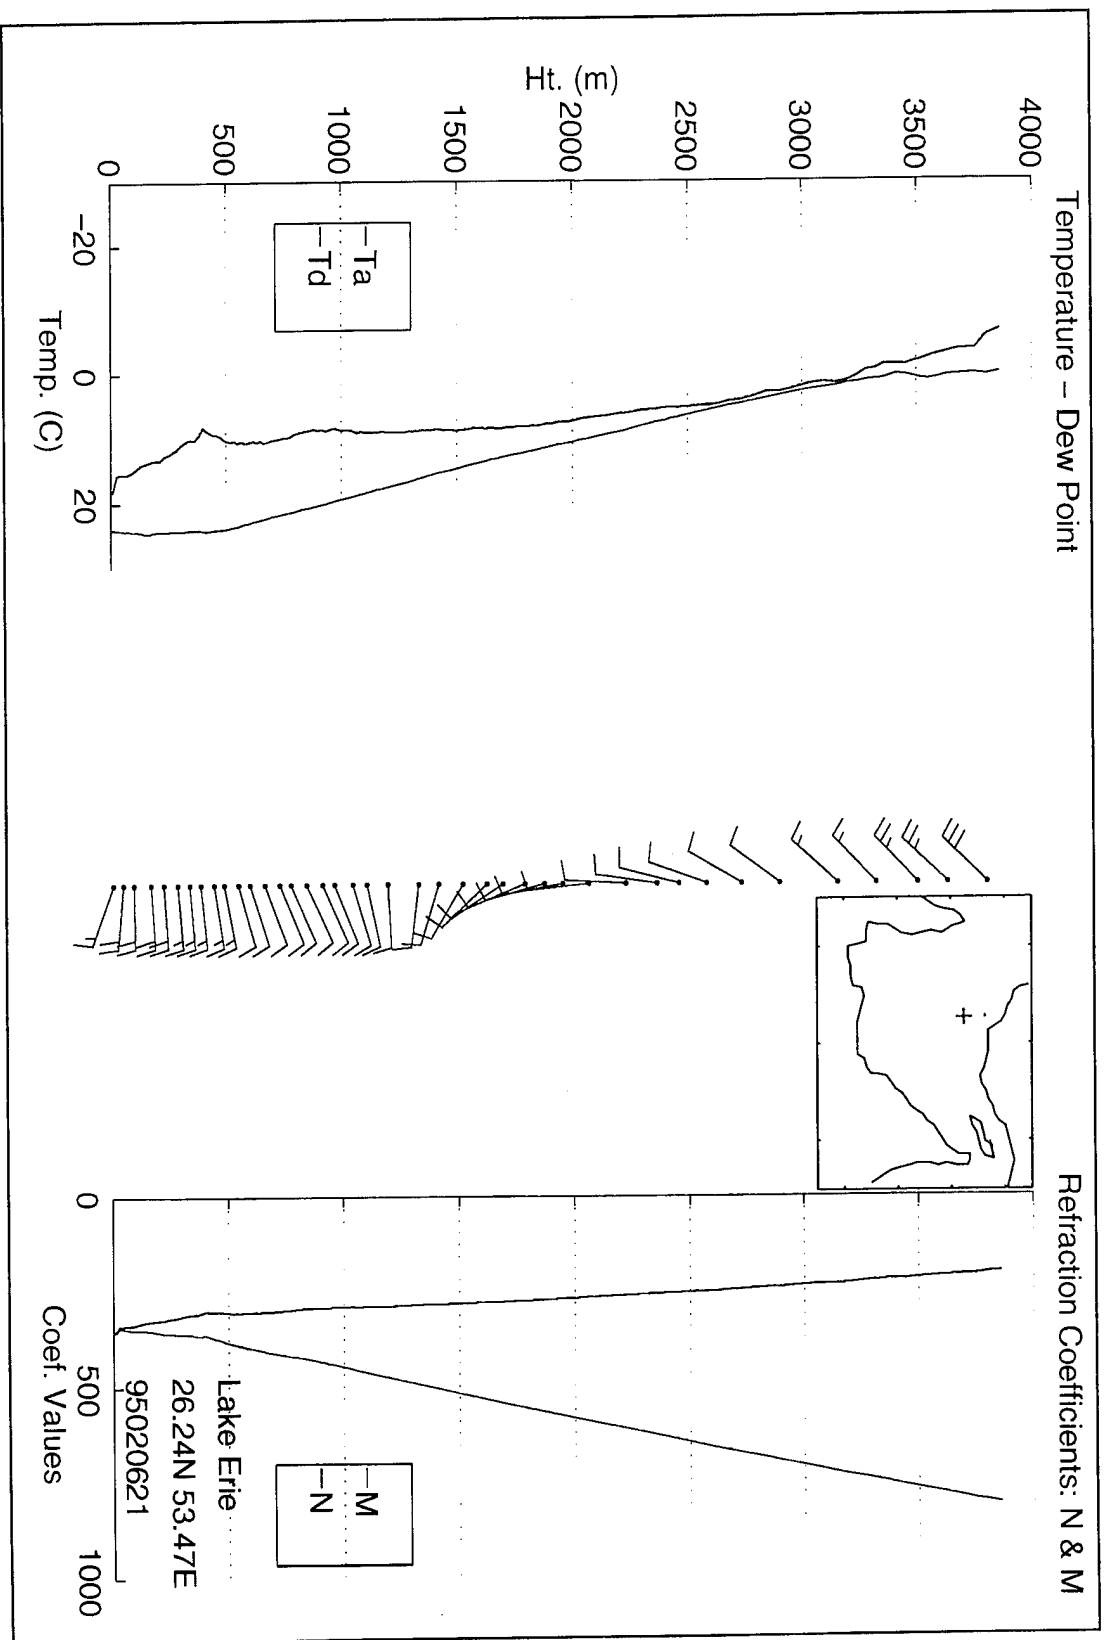 Temperature – Dew Point
Refraction Coefficients: N & M
4000
3500
3000
2500
2000
1500
1000
500
0
Ht. (m)
–Ta
–Td
–20
0
20
Temp. (C)
–M
–N
Lake Erie
26.24N 53.47E
95020621
0
500
1000
Coef. Values